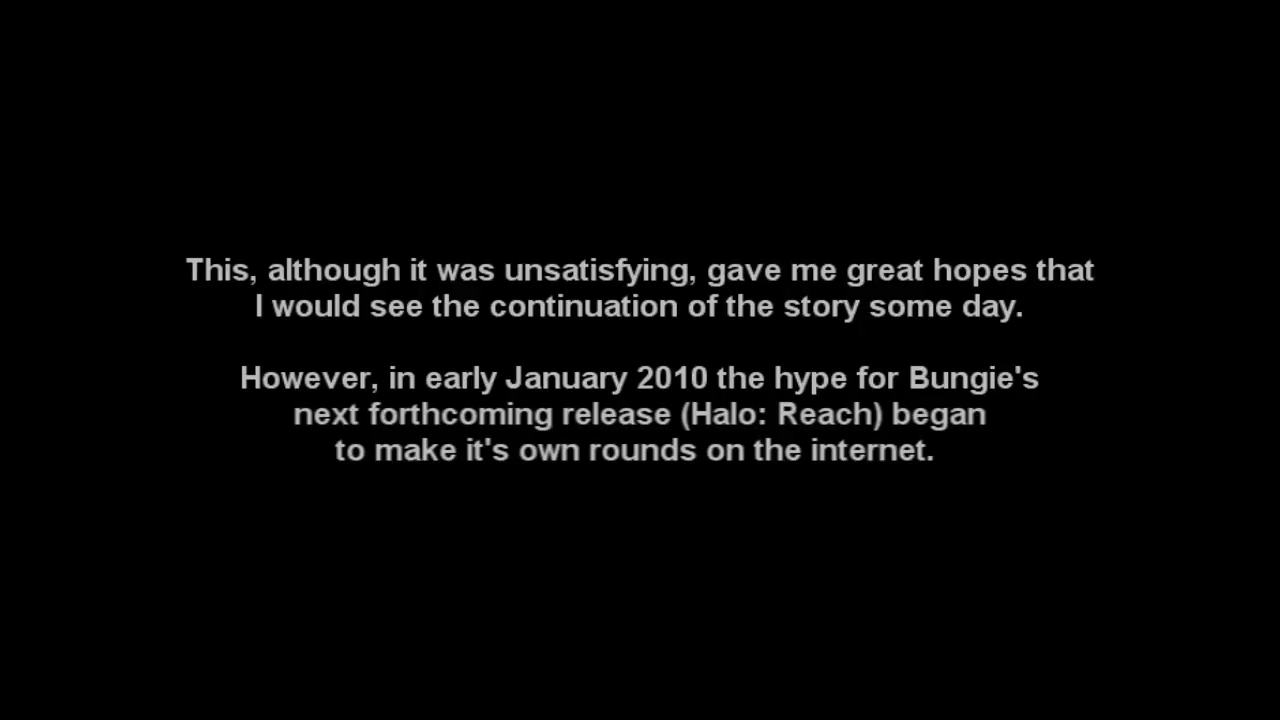 This, although it was unsatisfying, gave me great hopes that
I would see the continuation of the story some day.
However, in early January 2010 the hype for Bungie's
next forthcoming release (Halo: Reach) began
to make it's own rounds on the internet.